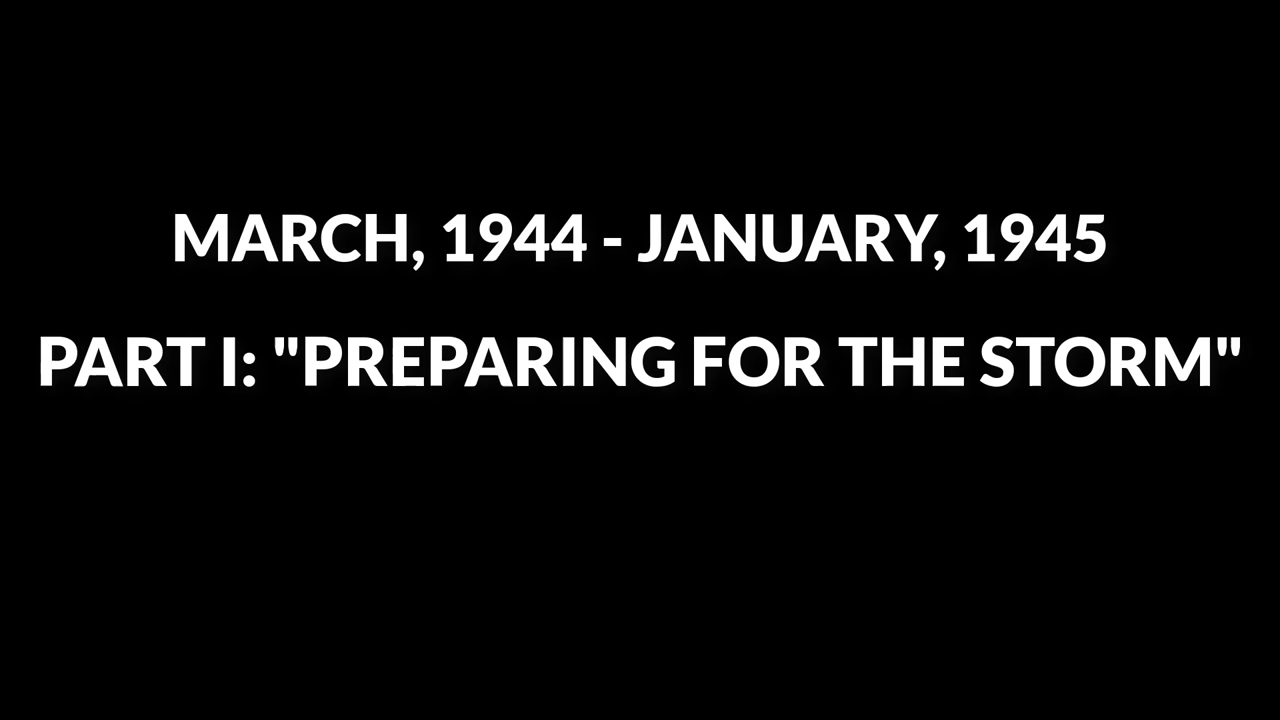 MARCH, 1944 - JANUARY, 1945
PART I: "PREPARING FOR THE STORM"